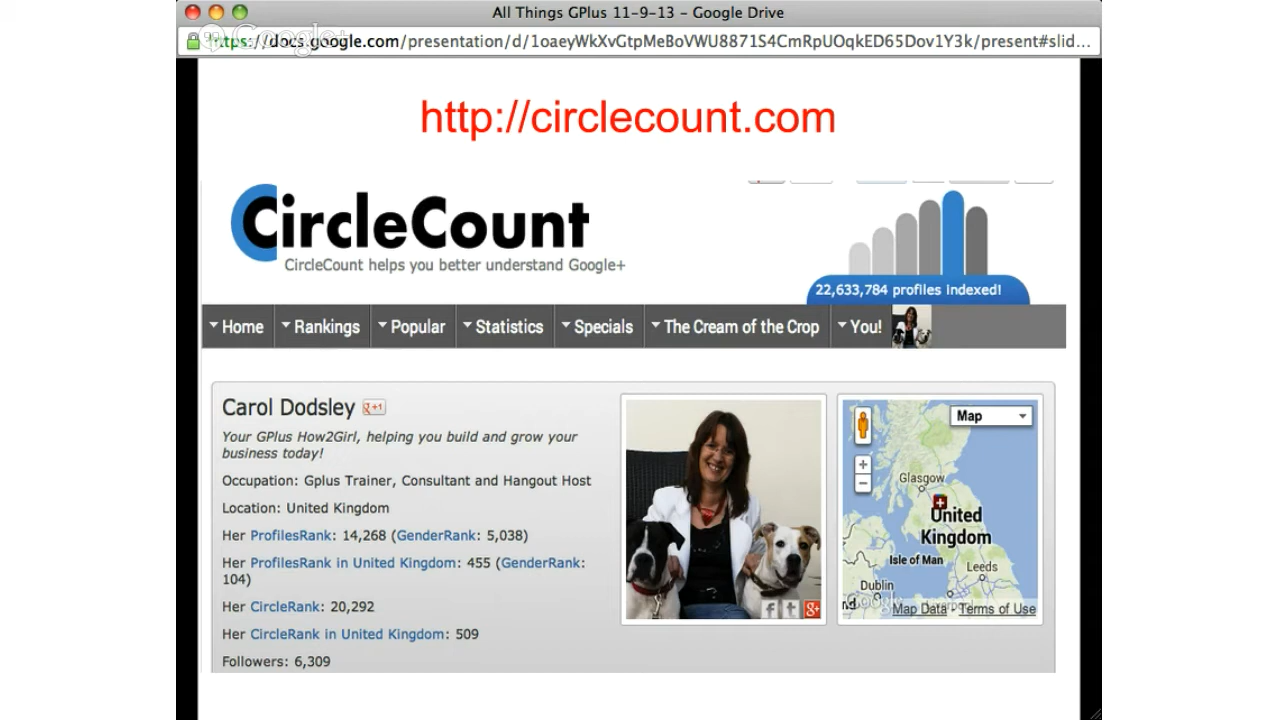 All Things GPlus 11-9-13 – Google Drive
https://docs.google.com/presentation/d/1oaeyWkXvGtpMeBoVWU8871S4CmRpUOqkED65Dov1Y3k/present#slid...
Google+
http://circlecount.com
CircleCount
CircleCount helps you better understand Google+
22,633,784 profiles indexed!
Home Rankings Popular Statistics Specials The Cream of the Crop You!
Carol Dodsley g+1
Your GPlus How2Girl, helping you build and grow your
business today!
Occupation: Gplus Trainer, Consultant and Hangout Host
Location: United Kingdom
Her ProfilesRank: 14,268 (GenderRank: 5,038)
Her ProfilesRank in United Kingdom: 455 (GenderRank:
104)
Her CircleRank: 20,292
Her CircleRank in United Kingdom: 509
Followers: 6,309
f t g+
Map
Glasgow
United
Kingdom
Isle of Man
Leeds
Dublin
Map Data - Terms of Use